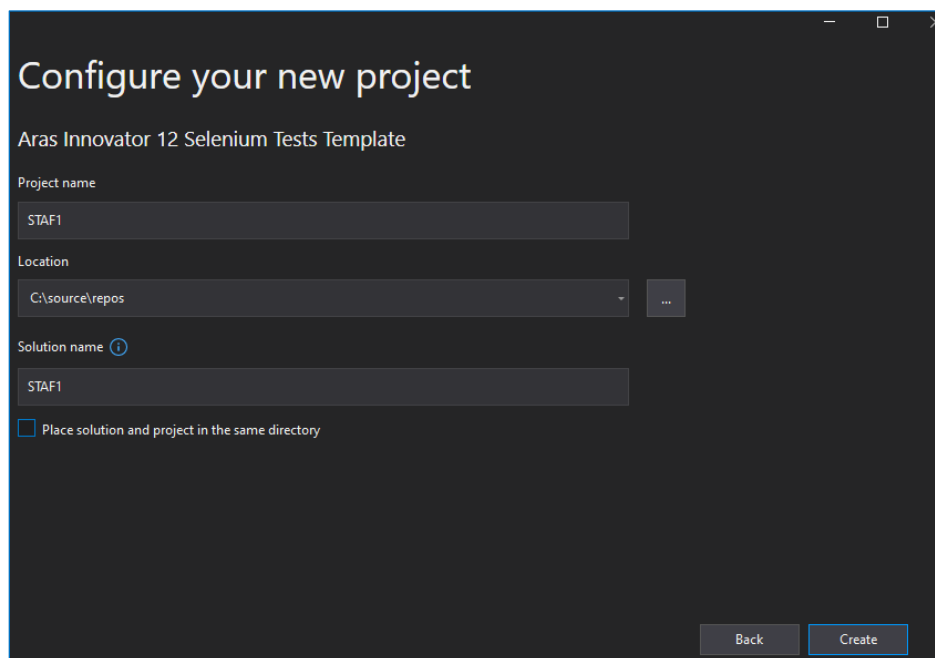 Configure your new project
Aras Innovator 12 Selenium Tests Template
Project name
STAF1
Location
C:\source\repos
...
Solution name
STAF1
Place solution and project in the same directory
Back
Create